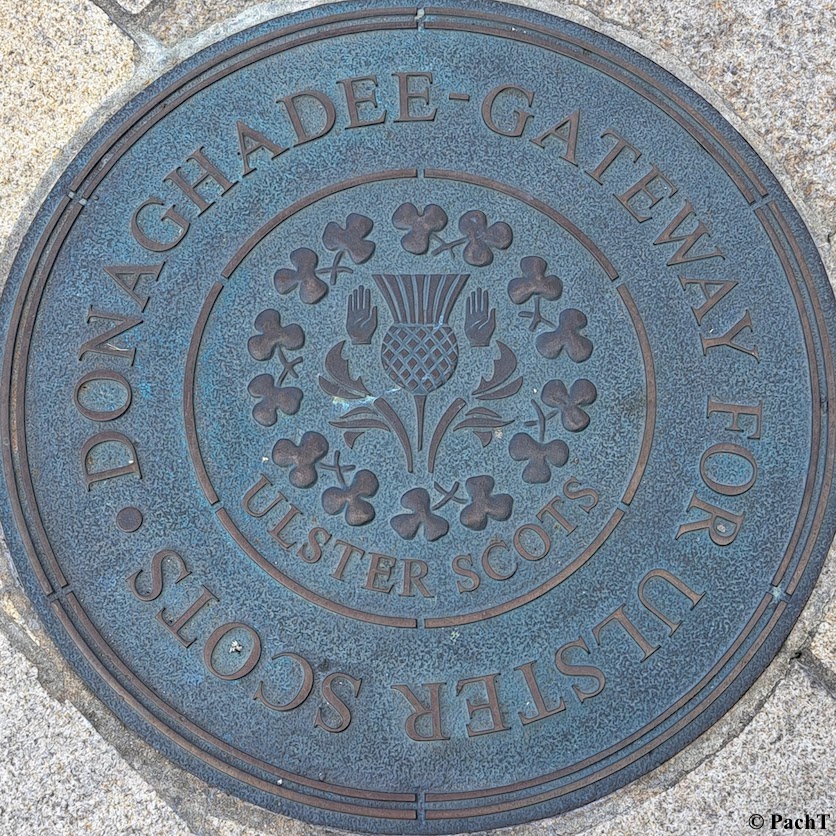 DONAGHADEE-GATEWAY FOR ULSTER SCOTS •
ULSTER SCOTS
© PachT